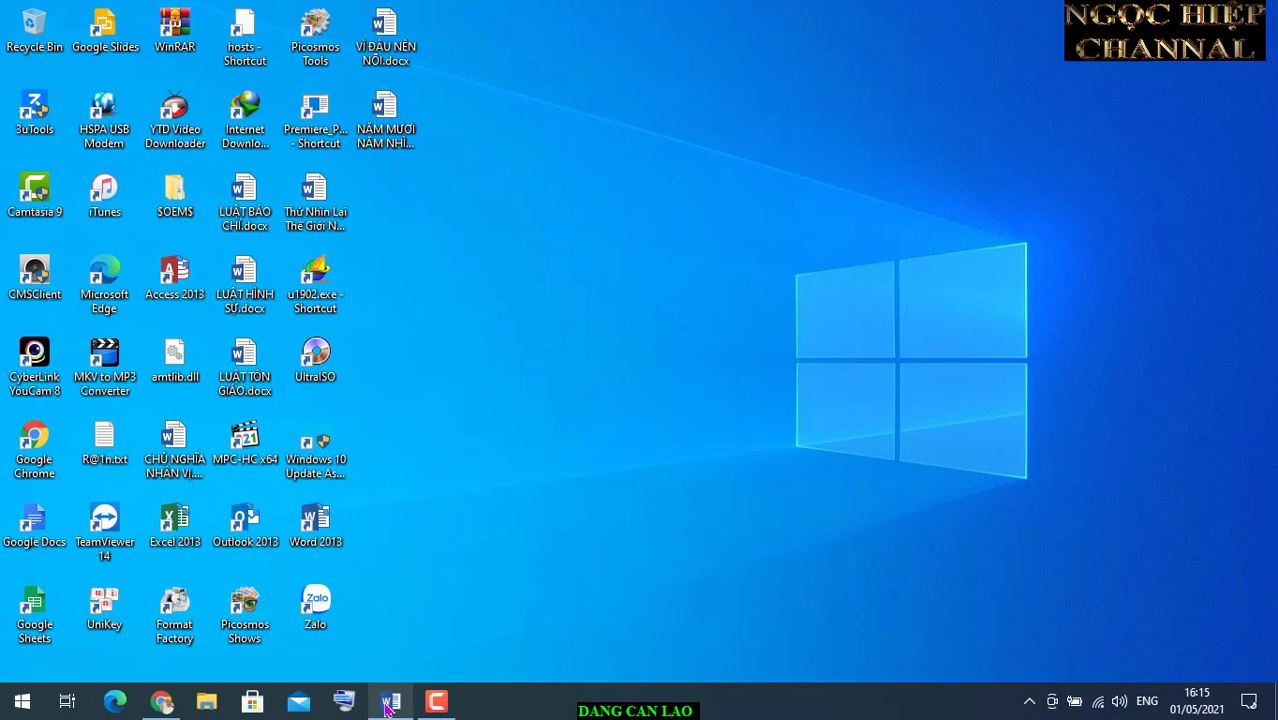 NGỌC HIỆP
CHANNAL
Recycle Bin
Google Slides
WinRAR
hosts -
Shortcut
Picosmos
Tools
VÌ ĐÂU NÊN
NỖI.docx
3uTools
HSPA USB
Modem
YTD Video
Downloader
Internet
Downlo...
Premiere_P...
- Shortcut
NĂM MƯƠI
NĂM NHÌ...
Camtasia 9
iTunes
$OEM$
LUẬT BÁO
CHÍ.docx
Thử Nhìn Lại
Thế Giới N...
CMSClient
Microsoft
Edge
Access 2013
LUẬT HÌNH
SỰ.docx
u1902.exe -
Shortcut
CyberLink
YouCam 8
MKV to MP3
Converter
amtlib.dll
LUẬT TÔN
GIÁO.docx
UltraISO
Google
Chrome
R@1n.txt
CHỦ NGHĨA
NHÂN VỊ....
MPC-HC x64
Windows 10
Update As...
Google Docs
TeamViewer
14
Excel 2013
Outlook 2013
Word 2013
Google
Sheets
UniKey
Format
Factory
Picosmos
Shows
Zalo
ENG
16:15
01/05/2021
DANG CAN LAO